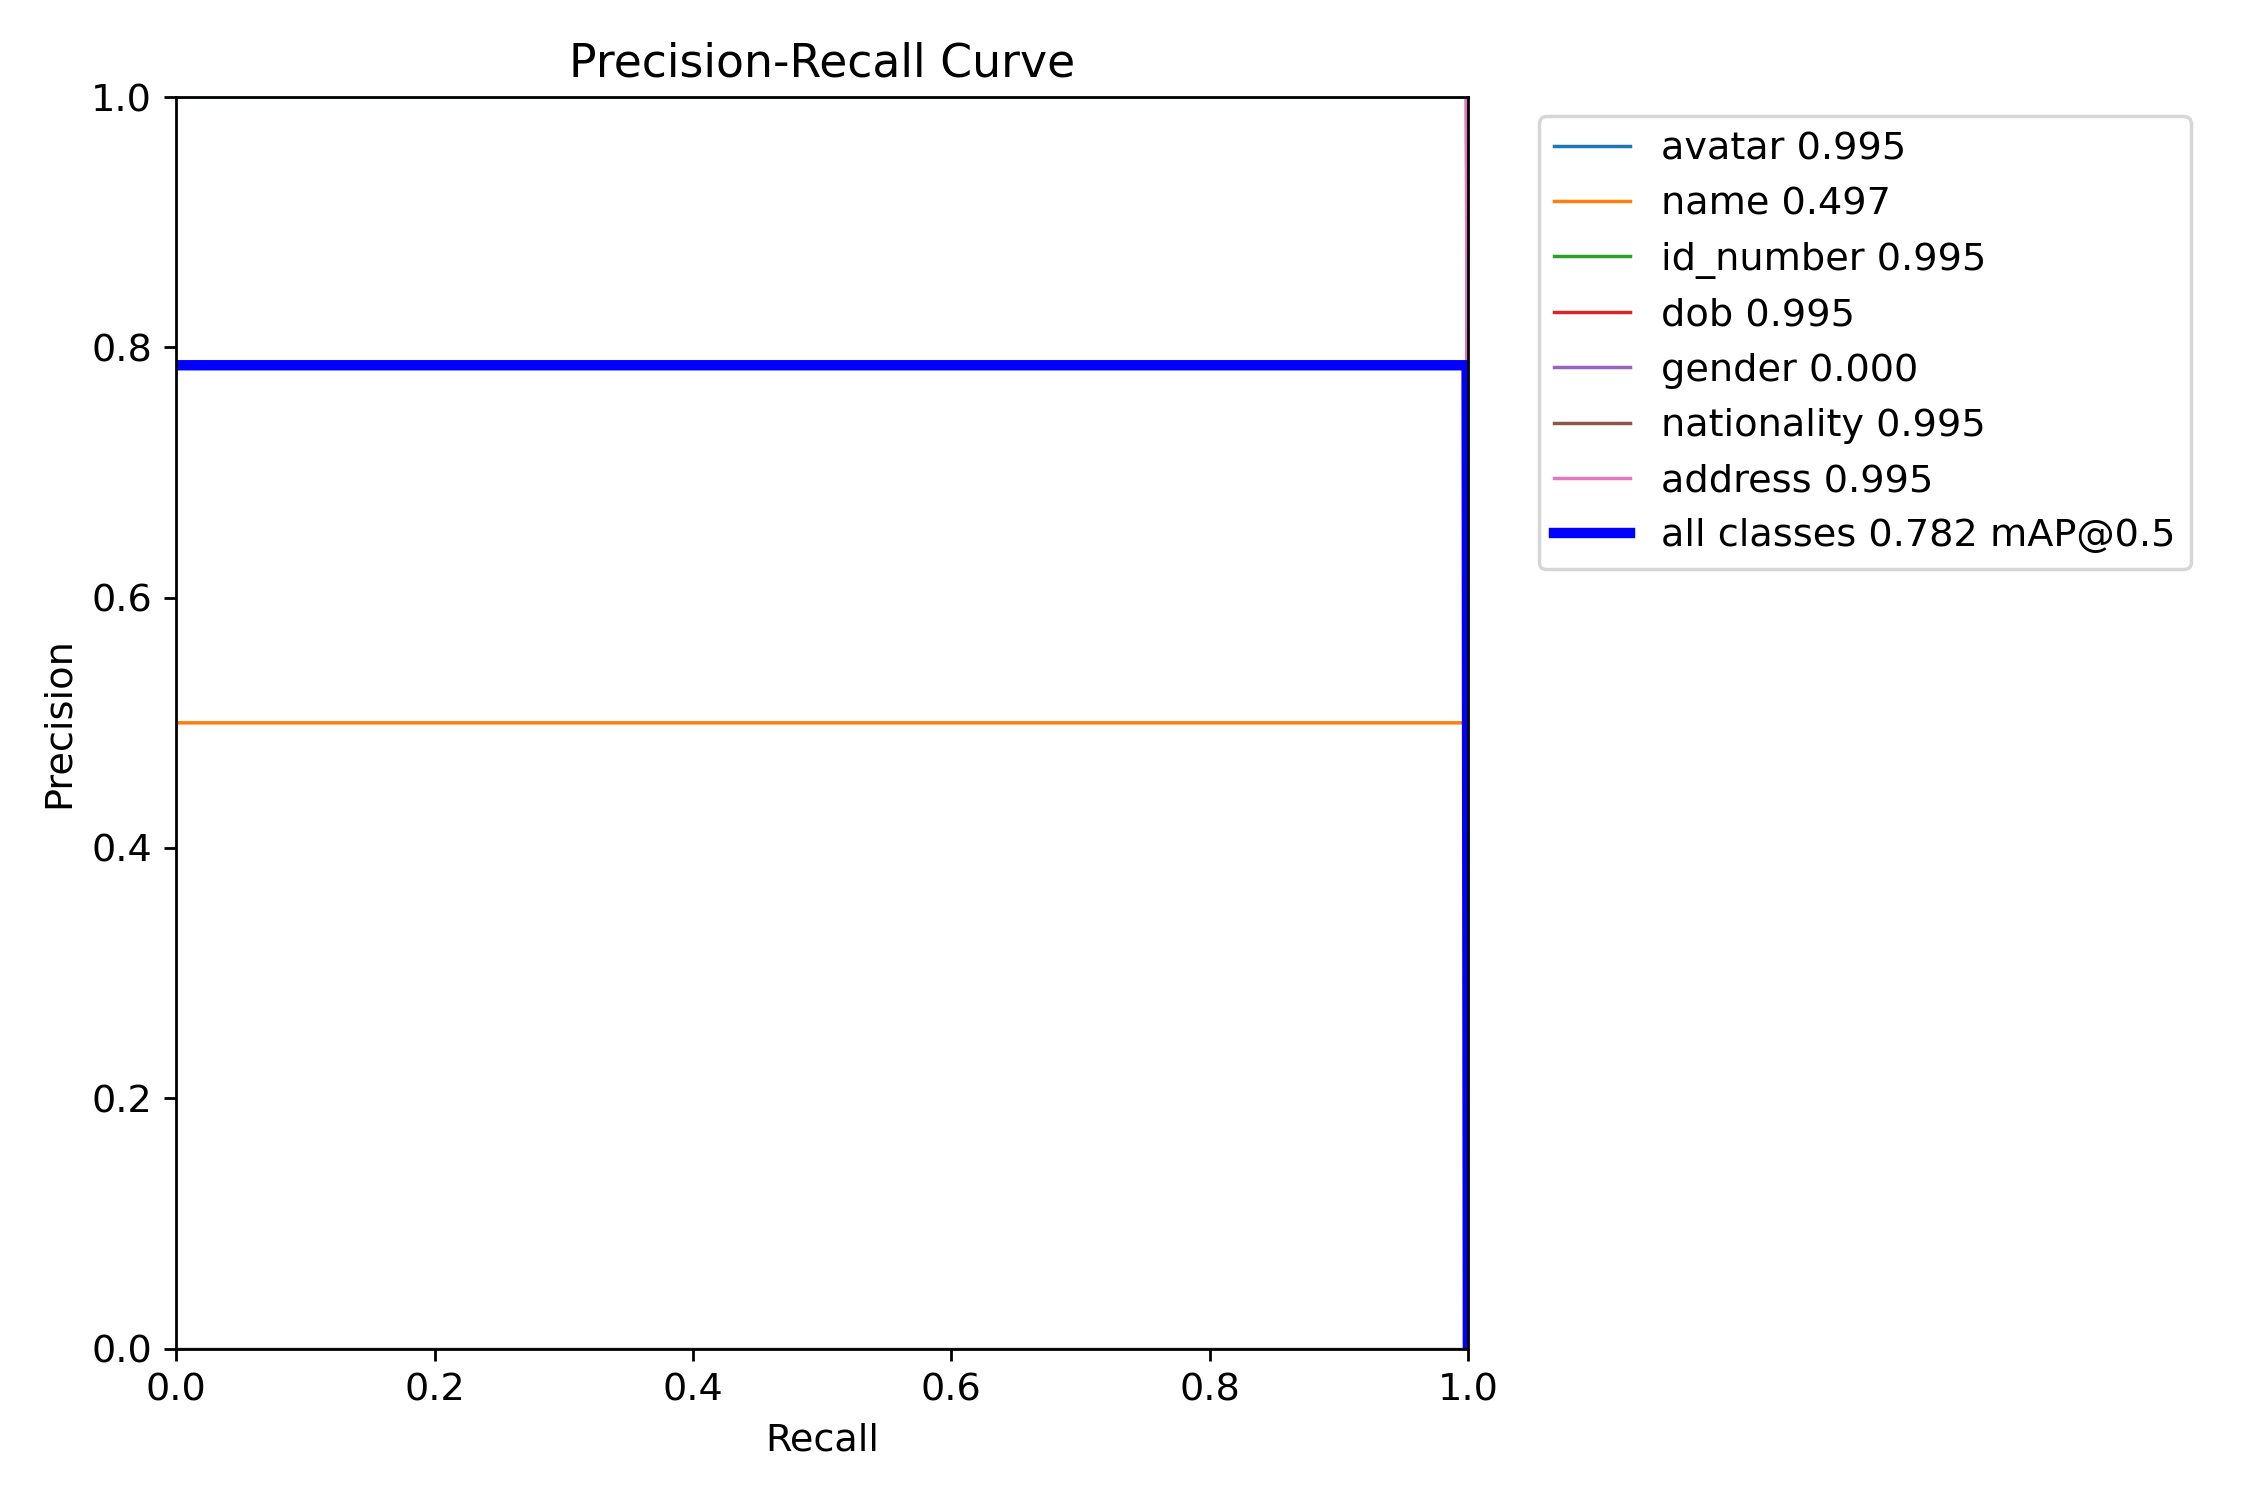 Precision-Recall Curve
1.0
0.8
0.6
0.4
0.2
0.0
Precision
0.0 0.2 0.4 0.6 0.8 1.0
Recall
avatar 0.995
name 0.497
id_number 0.995
dob 0.995
gender 0.000
nationality 0.995
address 0.995
all classes 0.782 mAP@0.5